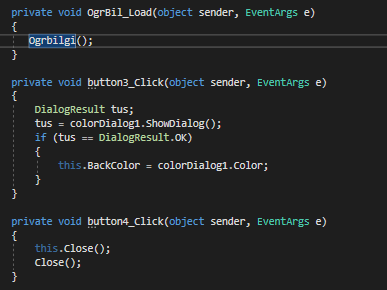 private void OgrBil_Load(object sender, EventArgs e)
{
Ogrbilgi();
}
private void button3_Click(object sender, EventArgs e)
{
DialogResult tus;
tus = colorDialog1.ShowDialog();
if (tus == DialogResult.OK)
{
this.BackColor = colorDialog1.Color;
}
}
private void button4_Click(object sender, EventArgs e)
{
this.Close();
Close();
}